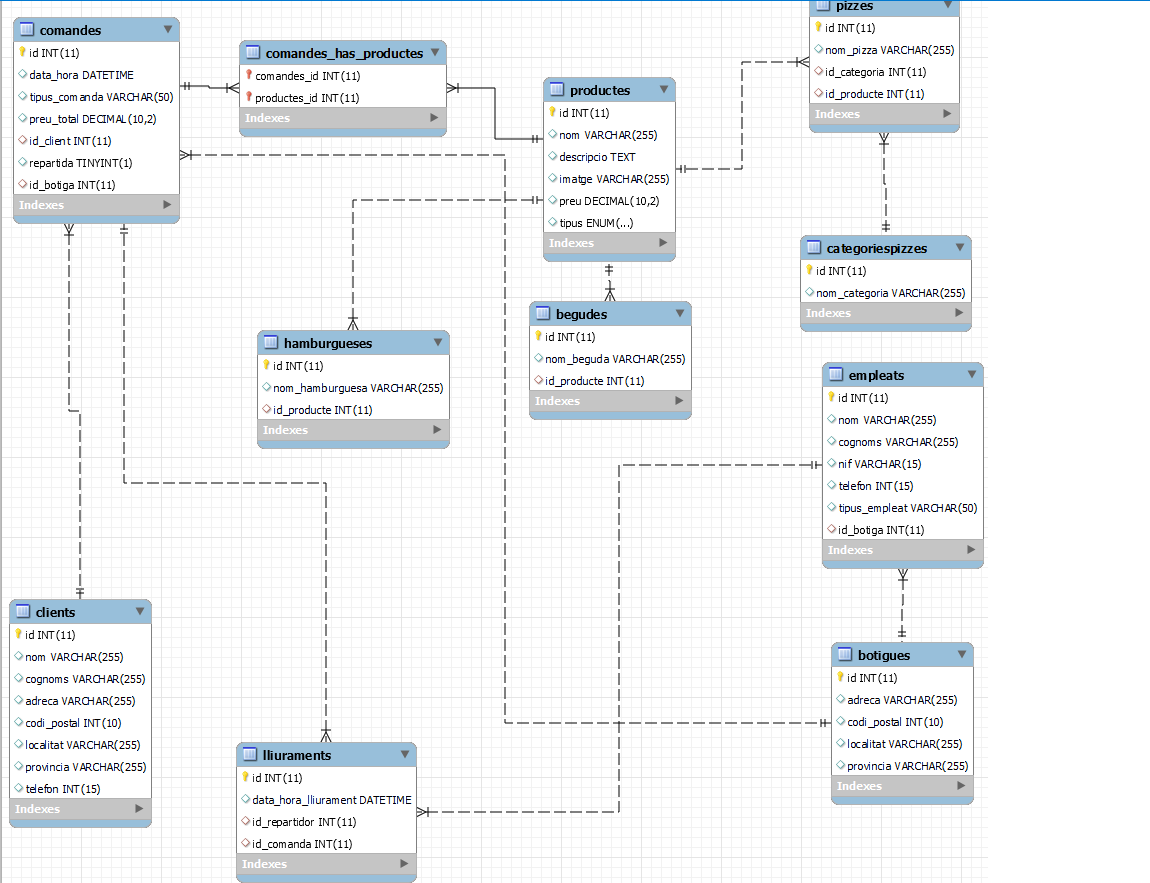 comandes
id INT(11)
data_hora DATETIME
tipus_comanda VARCHAR(50)
preu_total DECIMAL(10,2)
id_client INT(11)
repartida TINYINT(1)
id_botiga INT(11)
Indexes
comandes_has_productes
comandes_id INT(11)
productes_id INT(11)
Indexes
productes
id INT(11)
nom VARCHAR(255)
descripcio TEXT
imatge VARCHAR(255)
preu DECIMAL(10,2)
tipus ENUM(...)
Indexes
pizzes
id INT(11)
nom_pizza VARCHAR(255)
id_categoria INT(11)
id_producte INT(11)
Indexes
categoriespizzes
id INT(11)
nom_categoria VARCHAR(255)
Indexes
hamburgueses
id INT(11)
nom_hamburguesa VARCHAR(255)
id_producte INT(11)
Indexes
begudes
id INT(11)
nom_beguda VARCHAR(255)
id_producte INT(11)
Indexes
empleats
id INT(11)
nom VARCHAR(255)
cognoms VARCHAR(255)
nif VARCHAR(15)
telefon INT(15)
tipus_empleat VARCHAR(50)
id_botiga INT(11)
Indexes
clients
id INT(11)
nom VARCHAR(255)
cognoms VARCHAR(255)
adreca VARCHAR(255)
codi_postal INT(10)
localitat VARCHAR(255)
provincia VARCHAR(255)
telefon INT(15)
Indexes
lliuraments
id INT(11)
data_hora_lliurament DATETIME
id_repartidor INT(11)
id_comanda INT(11)
Indexes
botigues
id INT(11)
adreca VARCHAR(255)
codi_postal INT(10)
localitat VARCHAR(255)
provincia VARCHAR(255)
Indexes